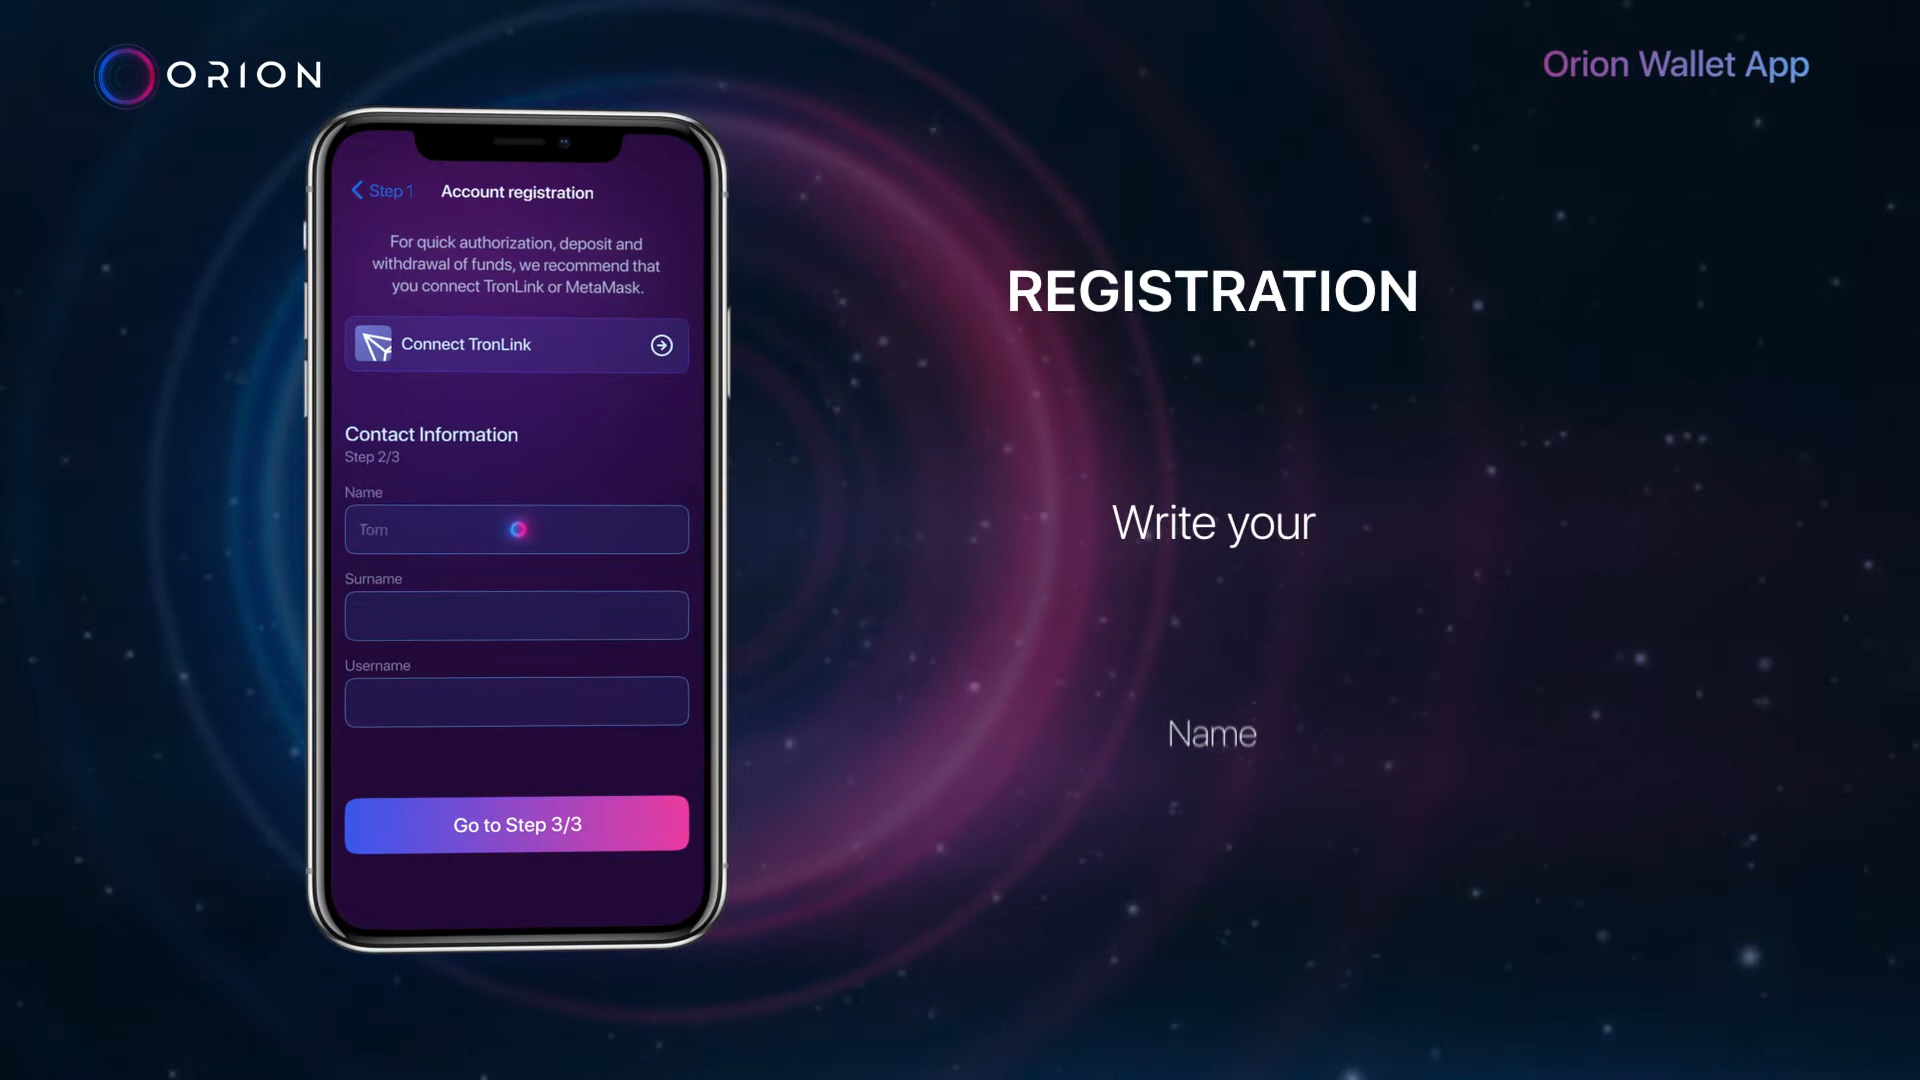 ORION
Orion Wallet App
Step 1
Account registration
For quick authorization, deposit and
withdrawal of funds, we recommend that
you connect TronLink or MetaMask.
Connect TronLink
Contact Information
Step 2/3
Name
Tom
Surname
Username
Go to Step 3/3
REGISTRATION
Write your
Name